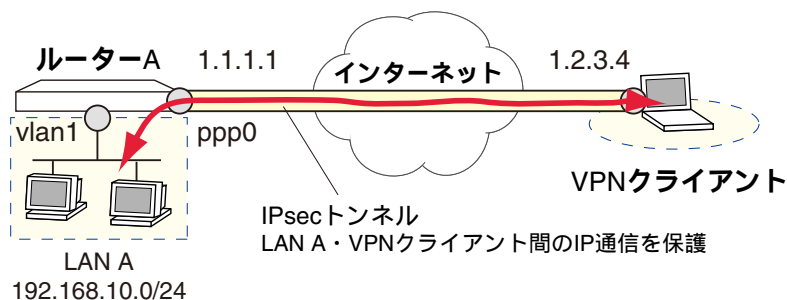 ルーターA
1.1.1.1
インターネット
1.2.3.4
vlan1
ppp0
VPNクライアント
IPsecトンネル
LAN A・VPNクライアント間のIP通信を保護
LAN A
192.168.10.0/24